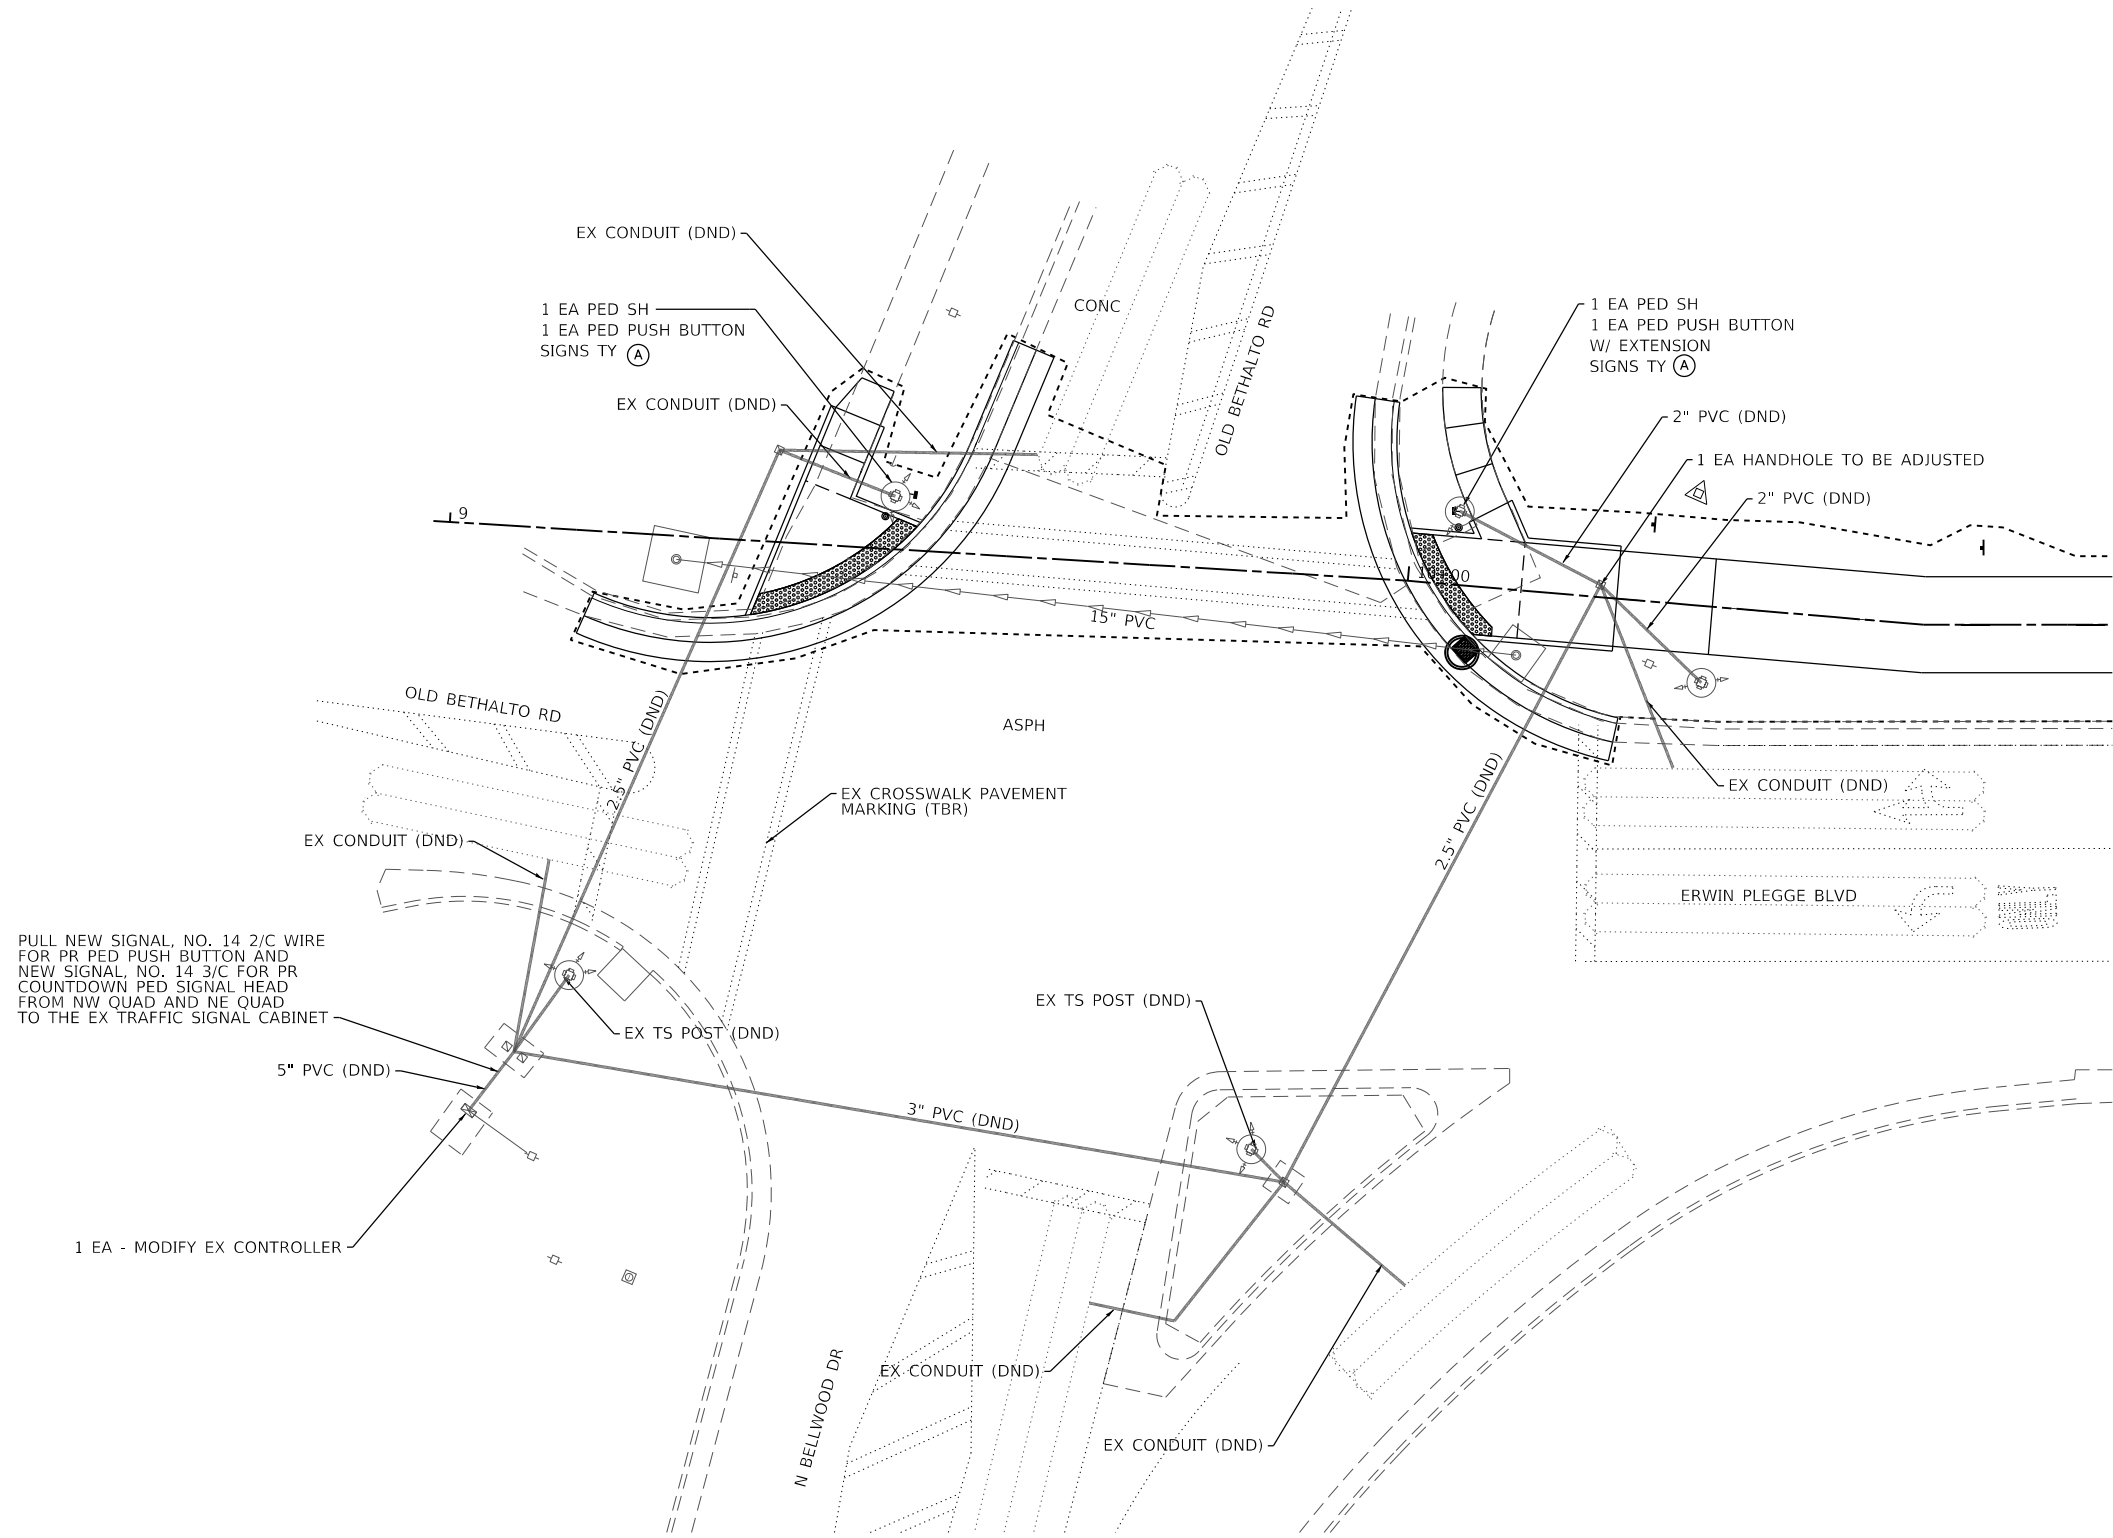 EX CONDUIT (DND)
1 EA PED SH
1 EA PED PUSH BUTTON
SIGNS TY A
EX CONDUIT (DND)
CONC
OLD BETHALTO RD
1 EA PED SH
1 EA PED PUSH BUTTON
W/ EXTENSION
SIGNS TY A
2" PVC (DND)
1 EA HANDHOLE TO BE ADJUSTED
2" PVC (DND)
9
15" PVC
OLD BETHALTO RD
2.5" PVC (DND)
ASPH
EX CROSSWALK PAVEMENT
MARKING (TBR)
2.5" PVC (DND)
EX CONDUIT (DND)
ERWIN PLEGGE BLVD
EX CONDUIT (DND)
PULL NEW SIGNAL, NO. 14 2/C WIRE
FOR PR PED PUSH BUTTON AND
NEW SIGNAL, NO. 14 3/C FOR PR
COUNTDOWN PED SIGNAL HEAD
FROM NW QUAD AND NE QUAD
TO THE EX TRAFFIC SIGNAL CABINET
EX TS POST (DND)
EX TS POST (DND)
5" PVC (DND)
3" PVC (DND)
1 EA - MODIFY EX CONTROLLER
N BELLWOOD DR
EX CONDUIT (DND)
EX CONDUIT (DND)